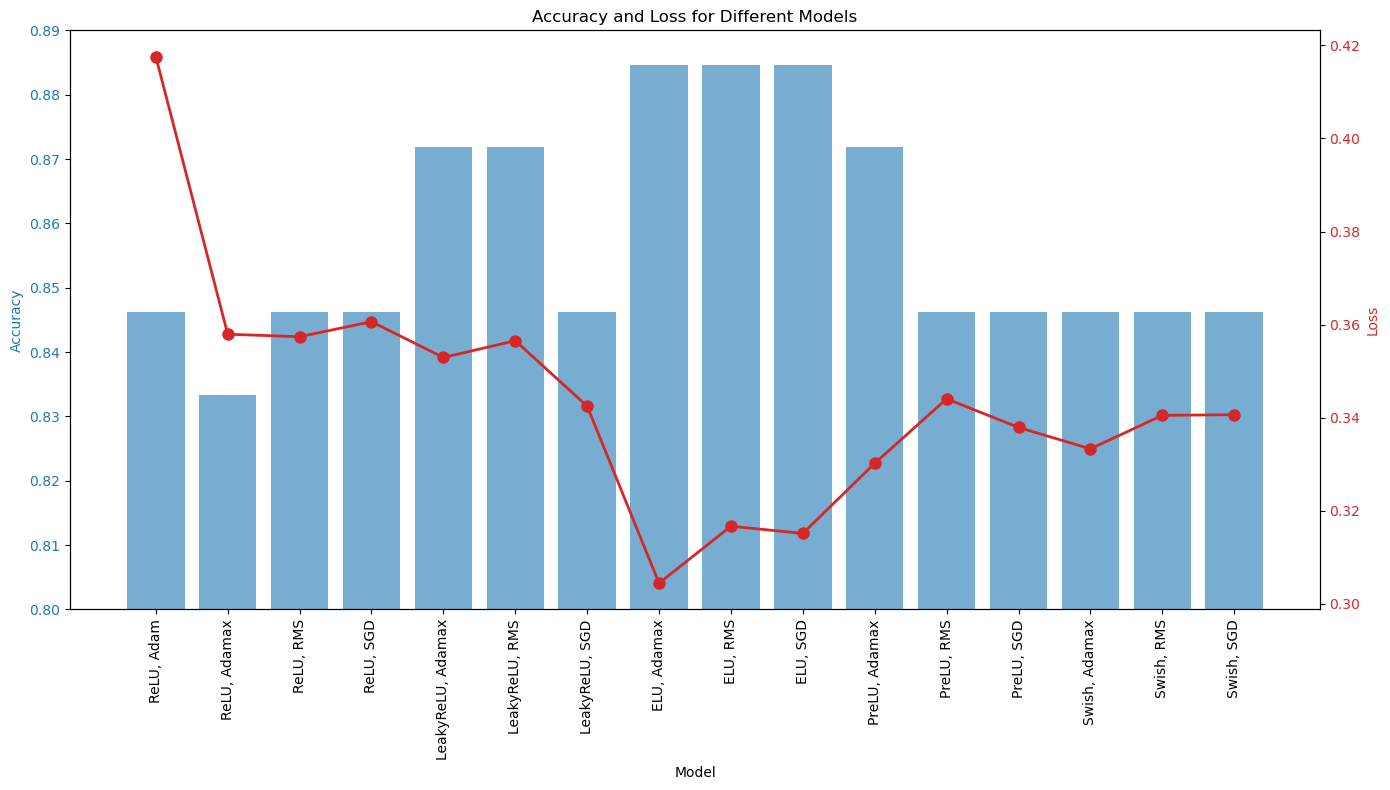 Accuracy and Loss for Different Models
0.89
0.88
0.87
0.86
0.85
0.84
0.83
0.82
0.81
0.80
Accuracy
0.42
0.40
0.38
0.36
0.34
0.32
0.30
Loss
ReLU, Adam
ReLU, Adamax
ReLU, RMS
ReLU, SGD
LeakyReLU, Adamax
LeakyReLU, RMS
LeakyReLU, SGD
ELU, Adamax
ELU, RMS
ELU, SGD
PreLU, Adamax
PreLU, RMS
PreLU, SGD
Swish, Adamax
Swish, RMS
Swish, SGD
Model